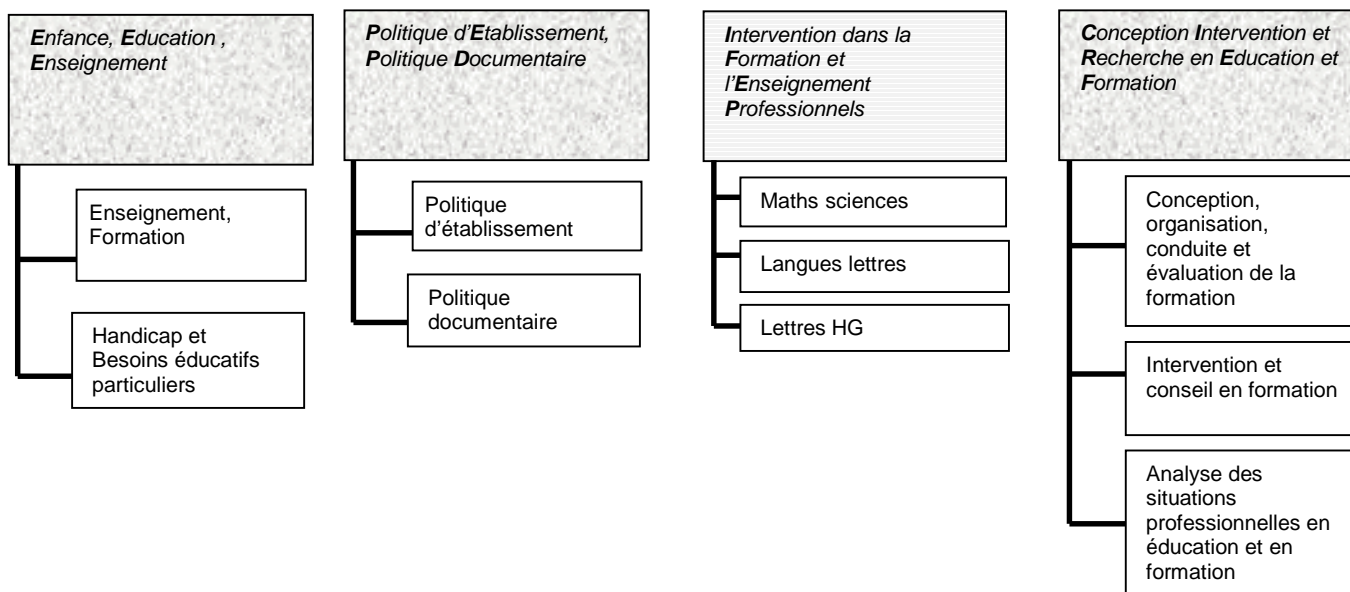 Enfance, Education ,
Enseignement
Enseignement,
Formation
Handicap et
Besoins éducatifs
particuliers
Politique d'Etablissement,
Politique Documentaire
Politique
d'établissement
Politique
documentaire
Intervention dans la
Formation et
l'Enseignement
Professionnels
Maths sciences
Langues lettres
Lettres HG
Conception Intervention et
Recherche en Education et
Formation
Conception,
organisation,
conduite et
évaluation de la
formation
Intervention et
conseil en formation
Analyse des
situations
professionnelles en
éducation et en
formation